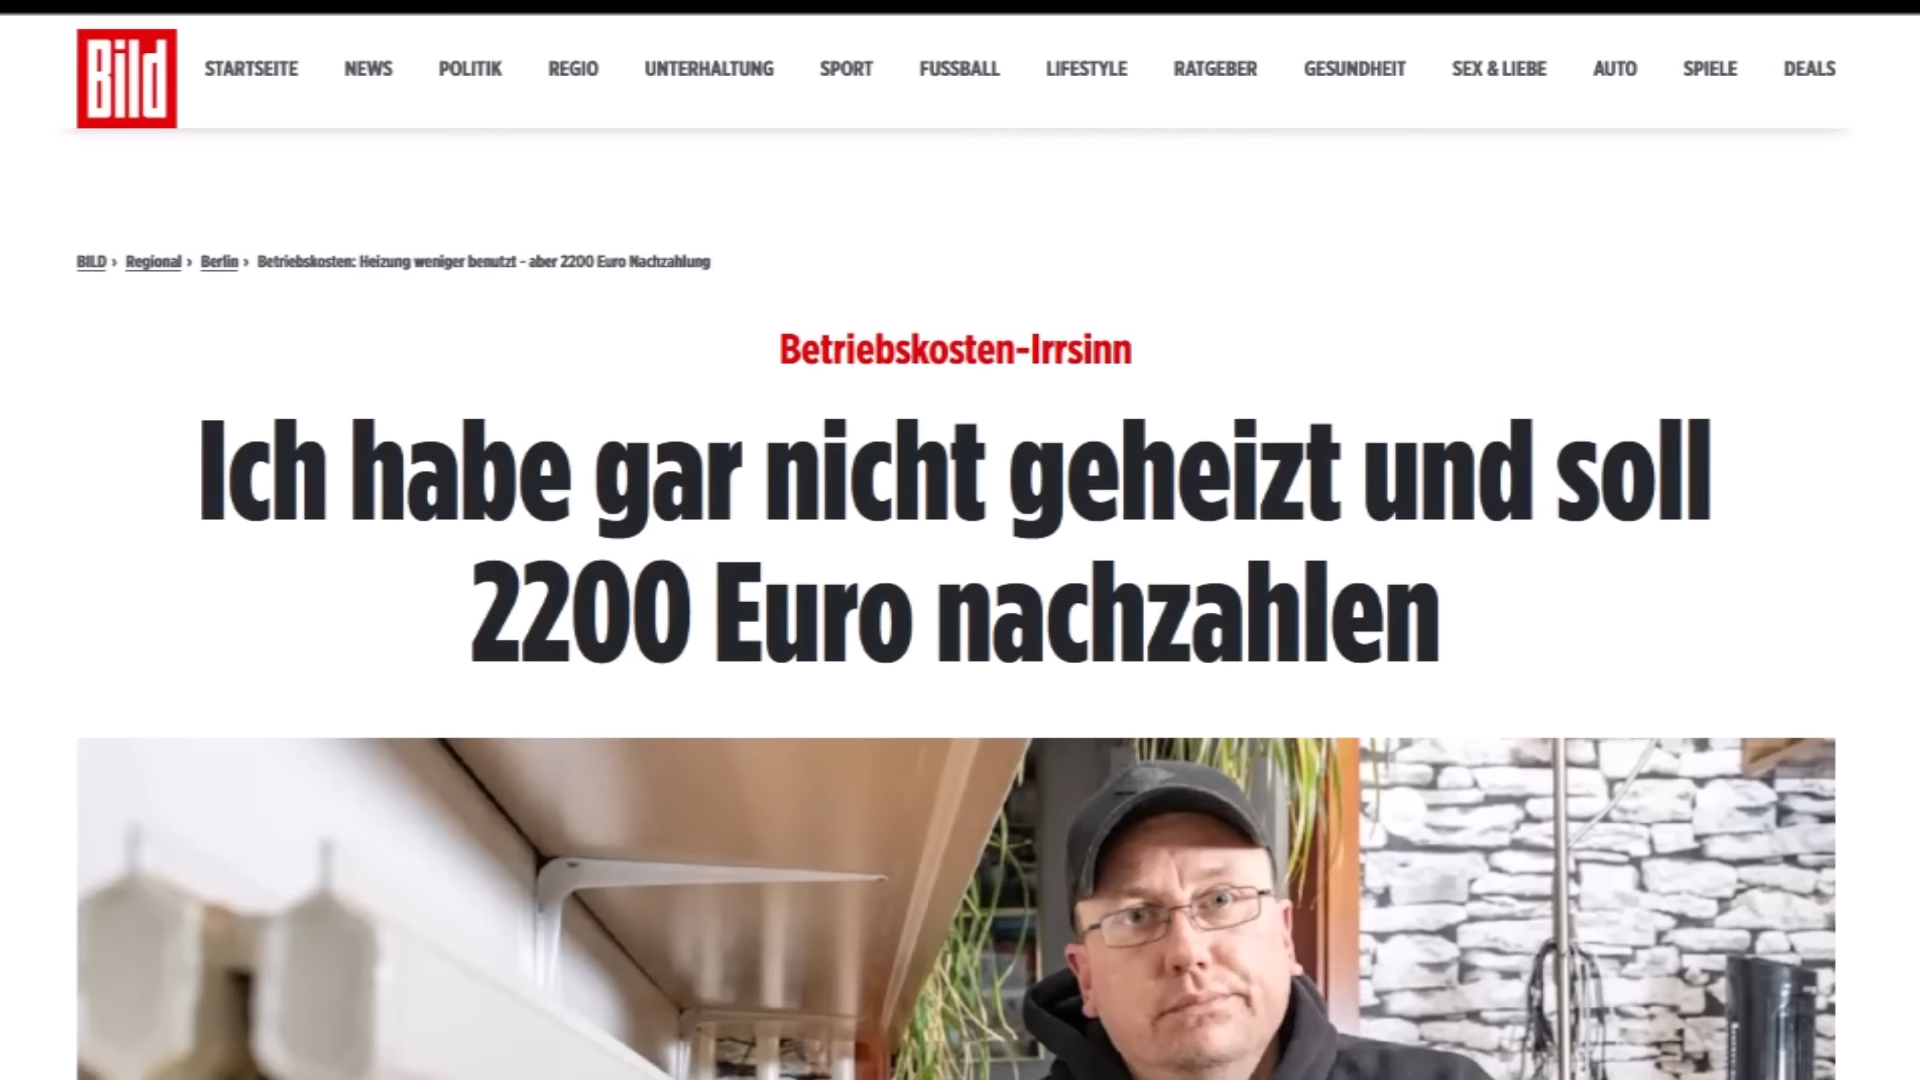 Bild STARTSEITE NEWS POLITIK REGIO UNTERHALTUNG SPORT FUSSBALL LIFESTYLE RATGEBER GESUNDHEIT SEX & LIEBE AUTO SPIELE DEALS
BILD › Regional › Berlin › Betriebskosten: Heizung weniger benutzt – aber 2200 Euro Nachzahlung
Betriebskosten-Irrsinn
Ich habe gar nicht geheizt und soll
2200 Euro nachzahlen